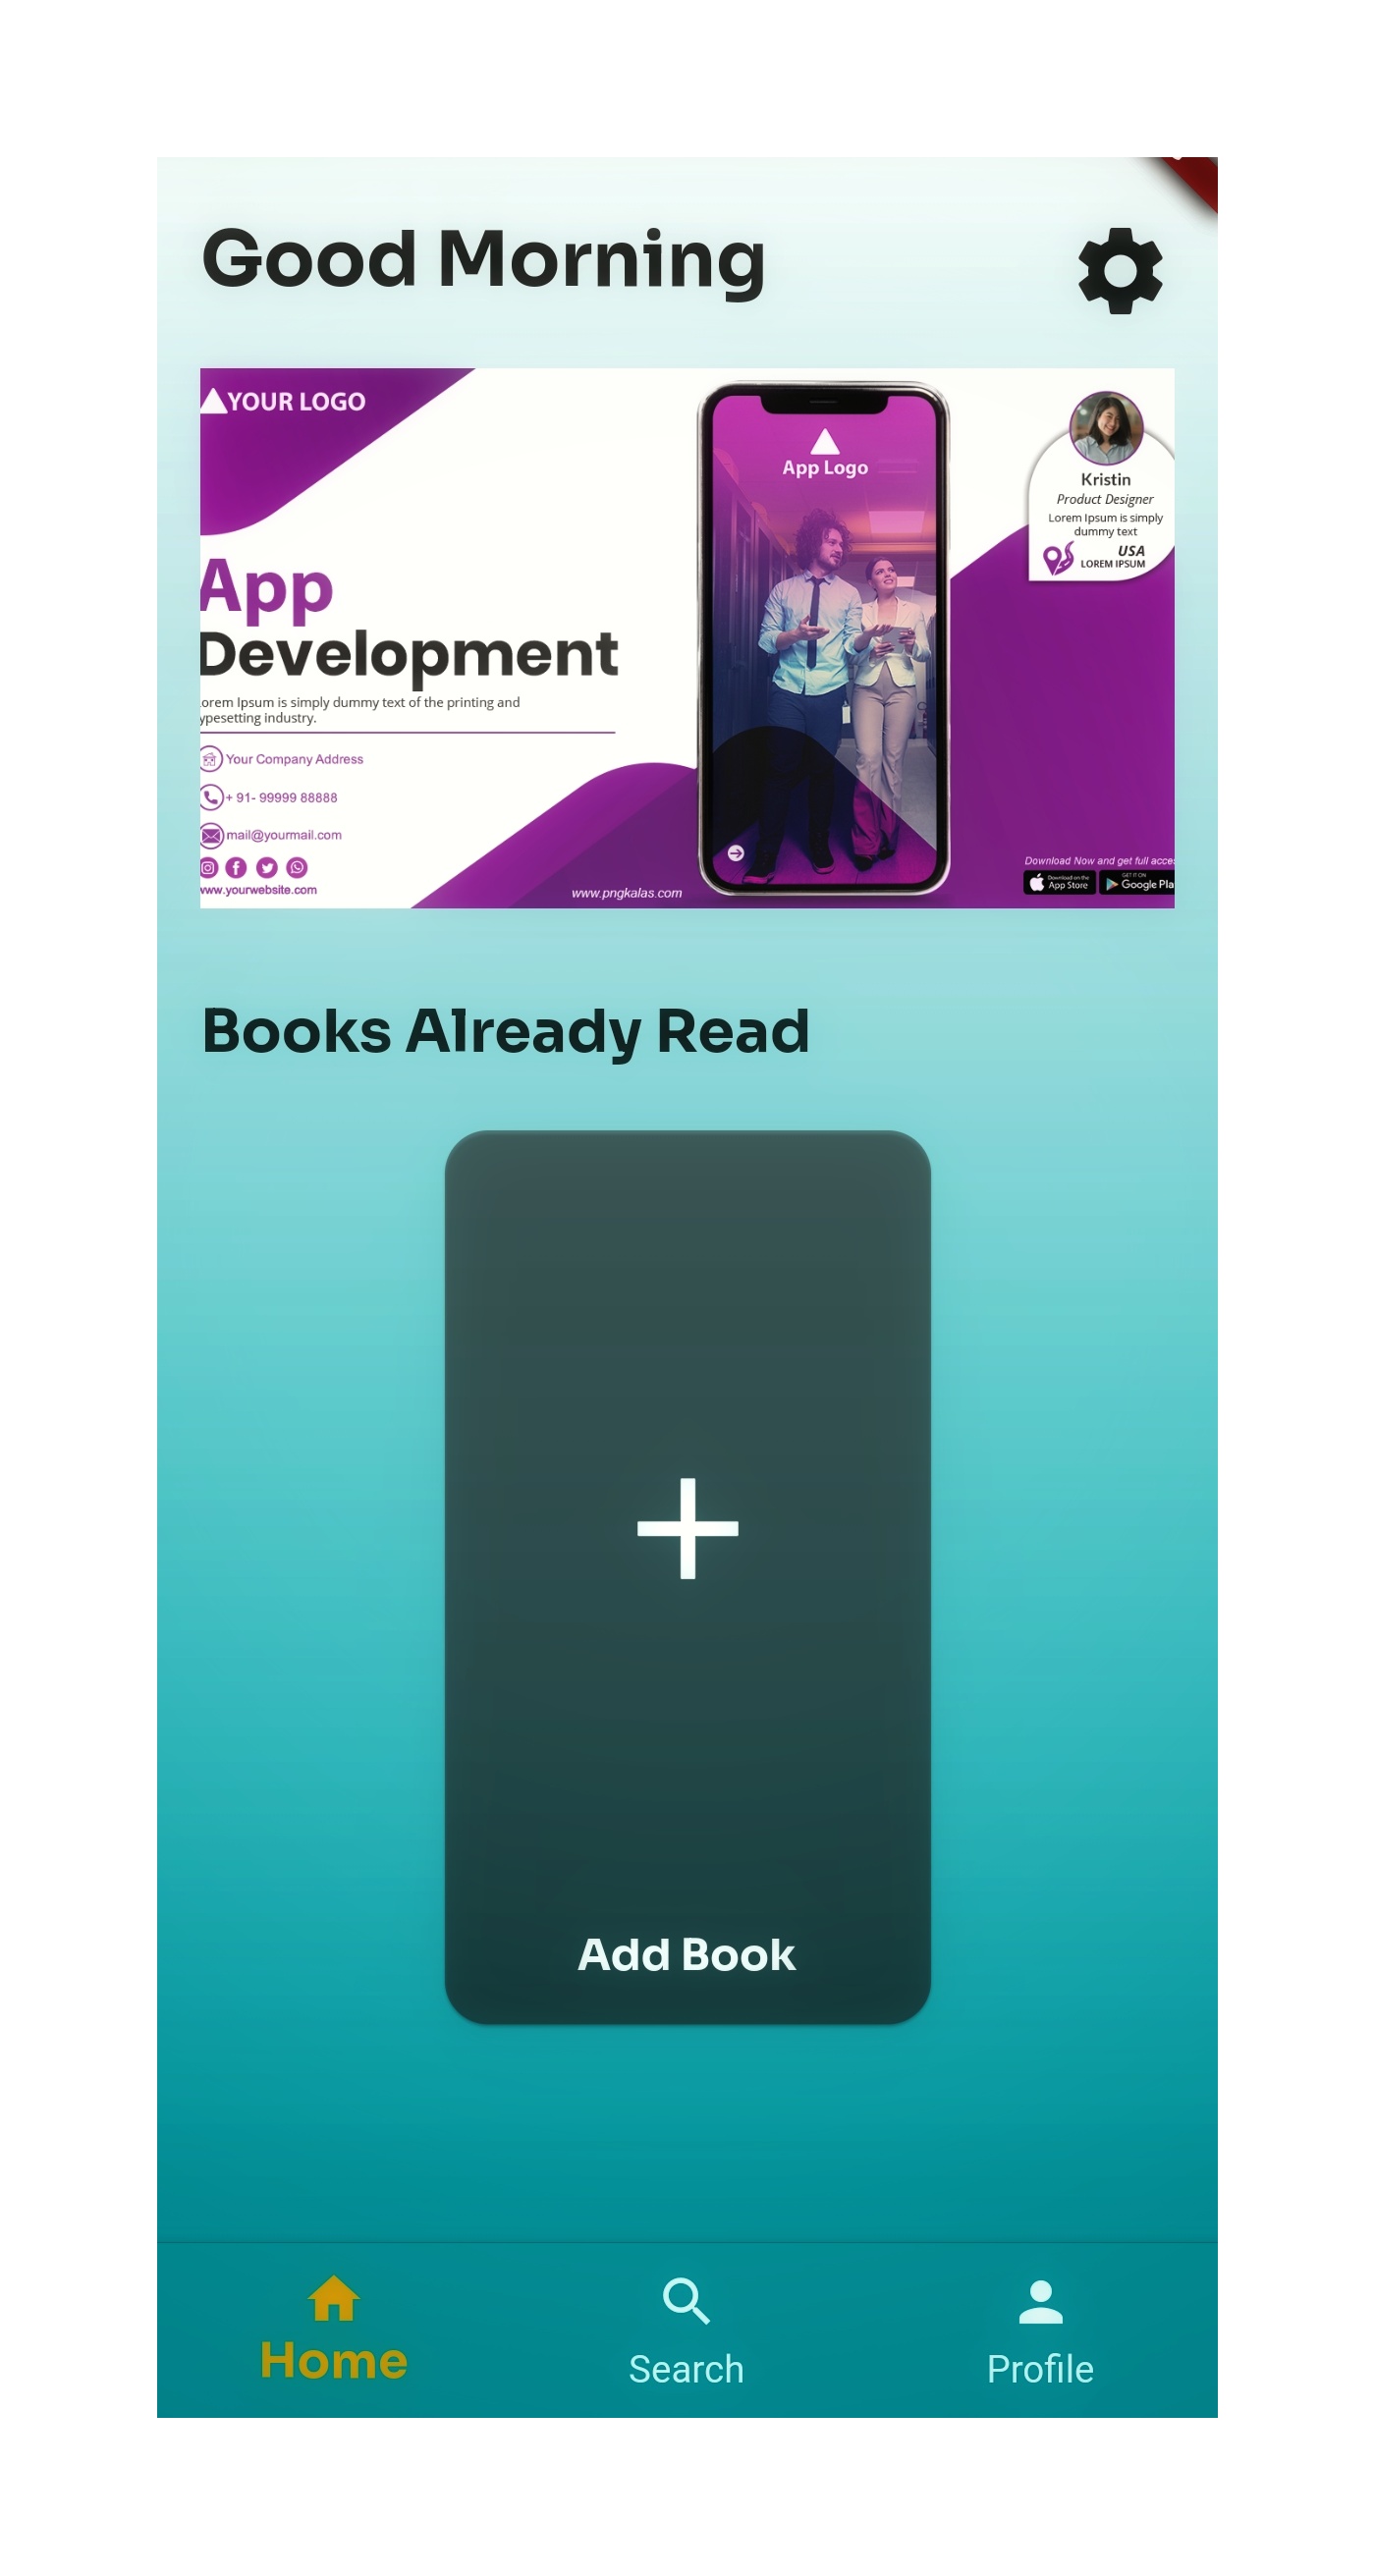 Good Morning
YOUR LOGO
App
Development
orem Ipsum is simply dummy text of the printing and
ypesetting industry.
Your Company Address
+ 91- 99999 88888
mail@yourmail.com
www.yourwebsite.com
www.pngkalas.com
App Logo
Kristin
Product Designer
Lorem Ipsum is simply
dummy text
USA
LOREM IPSUM
Download Now and get full acce
Download on the
App Store
GET IT ON
Google Pla
Books Already Read
Add Book
Home
Search
Profile